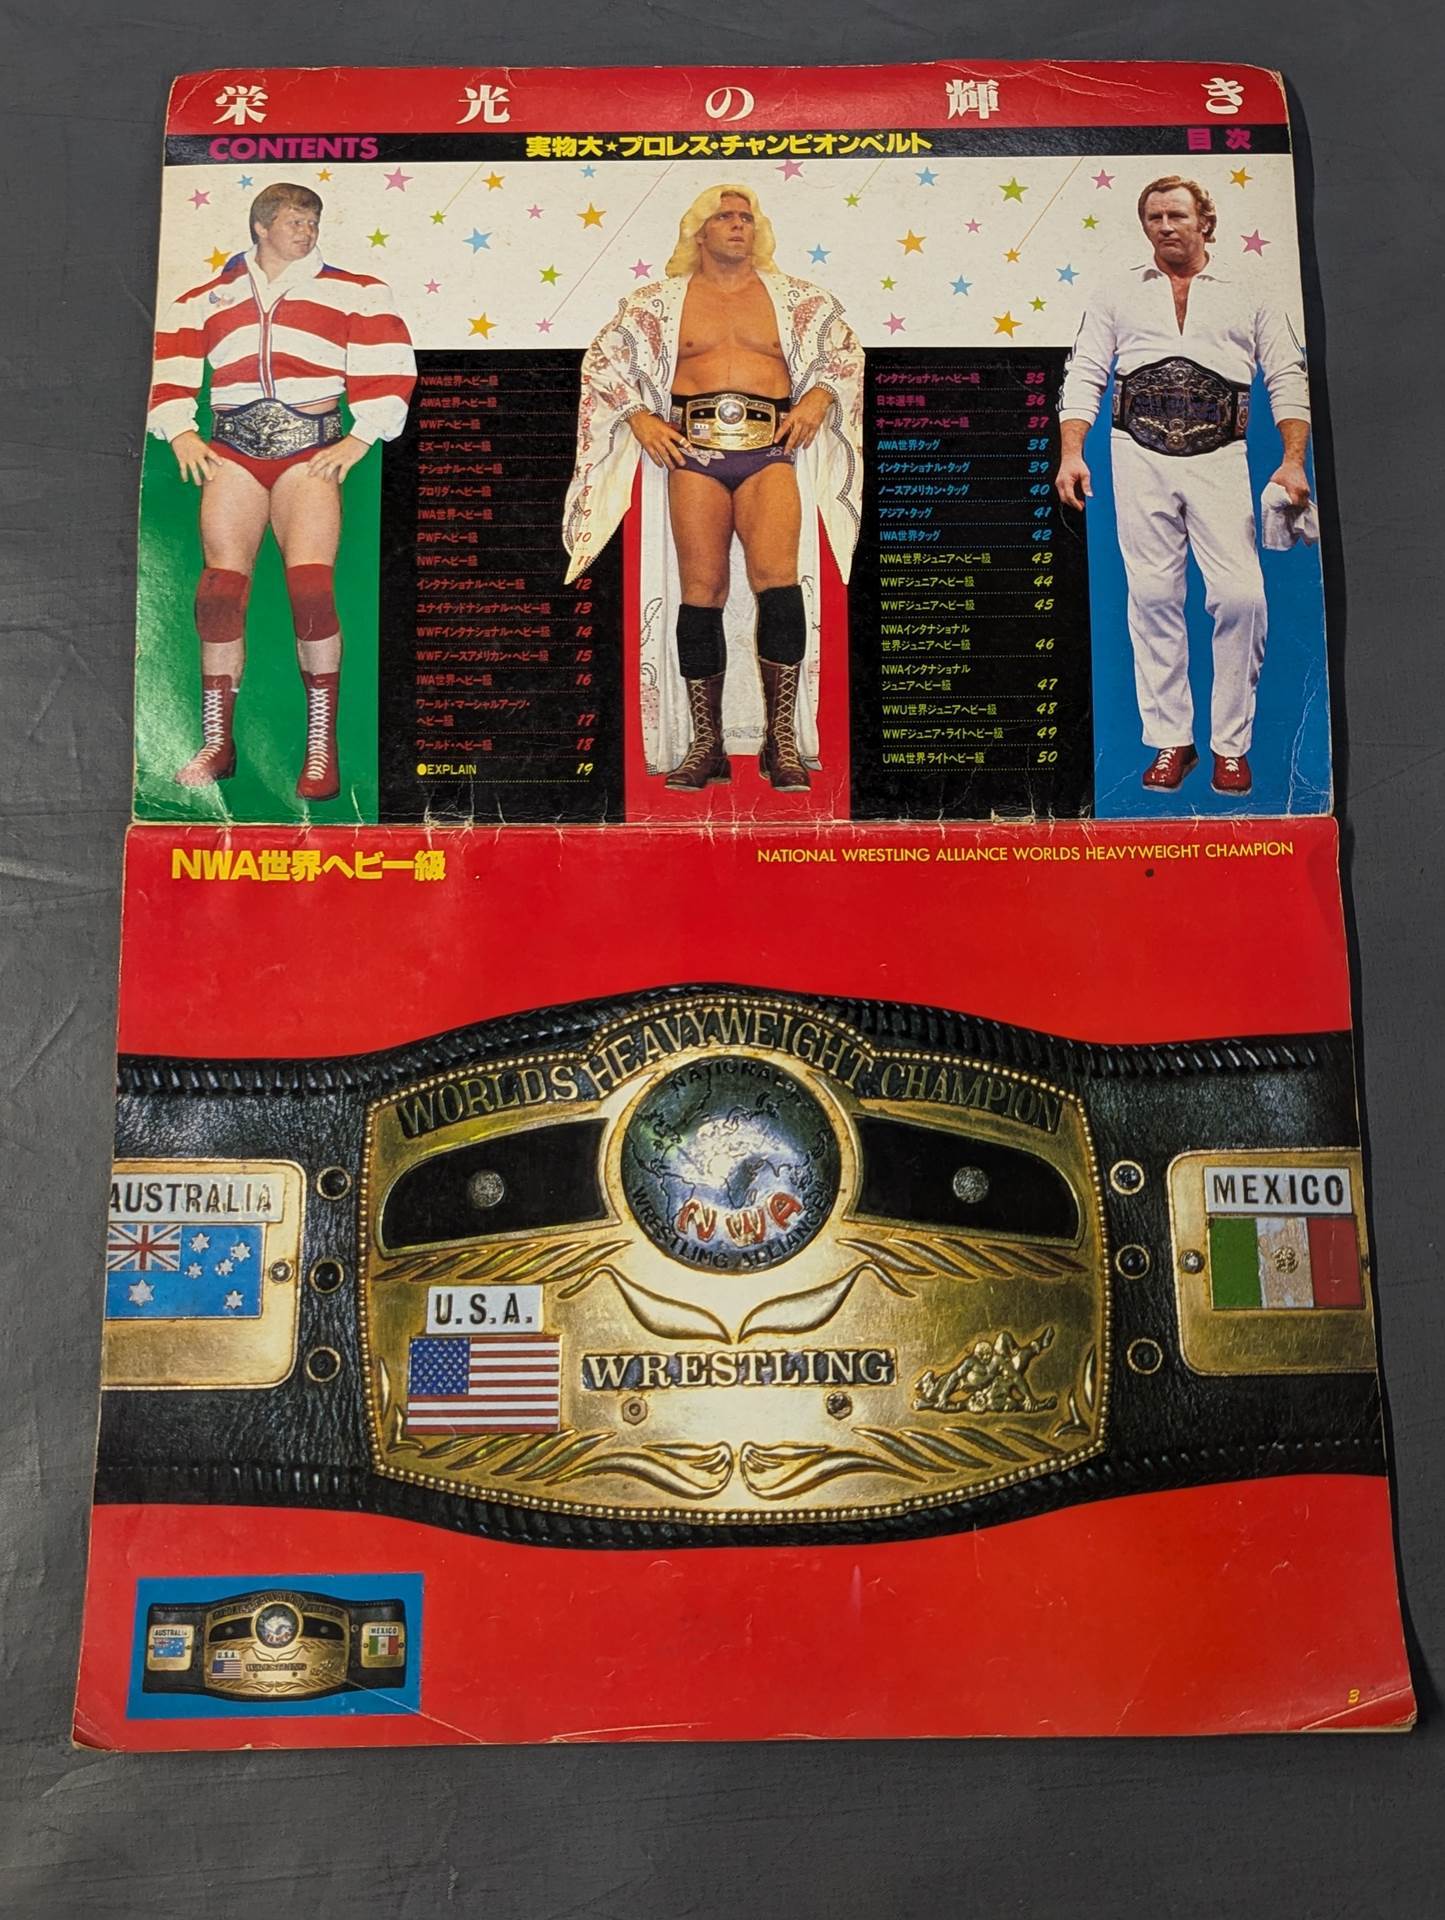 栄光の輝き
CONTENTS
実物大★プロレス・チャンピオンベルト
目次
NWA世界ヘビー級 3
AWA世界ヘビー級 4
WWFヘビー級 5
ミズーリ・ヘビー級 6
ナショナル・ヘビー級 7
フロリダ・ヘビー級 8
IWA世界ヘビー級 9
PWFヘビー級 10
NWFヘビー級 11
インタナショナル・ヘビー級 12
ユナイテッドナショナル・ヘビー級 13
WWFインタナショナル・ヘビー級 14
WWFノースアメリカン・ヘビー級 15
IWA世界ヘビー級 16
ワールド・マーシャルアーツ・
ヘビー級 17
ワールド・ヘビー級 18
●EXPLAIN 19
インタナショナル・ヘビー級 35
日本選手権 36
オールアジア・ヘビー級 37
AWA世界タッグ 38
インタナショナル・タッグ 39
ノースアメリカン・タッグ 40
アジア・タッグ 41
IWA世界タッグ 42
NWA世界ジュニアヘビー級 43
WWFジュニアヘビー級 44
WWFジュニアヘビー級 45
NWAインタナショナル
世界ジュニアヘビー級 46
NWAインタナショナル
ジュニアヘビー級 47
WWU世界ジュニアヘビー級 48
WWFジュニア・ライトヘビー級 49
UWA世界ライトヘビー級 50
NWA世界ヘビー級
NATIONAL WRESTLING ALLIANCE WORLDS HEAVYWEIGHT CHAMPION
WORLDS HEAVYWEIGHT CHAMPION
NATIONAL
NWA
WRESTLING ALLIANCE
AUSTRALIA
MEXICO
U.S.A.
WRESTLING
AUSTRALIA
MEXICO
U.S.A.
WRESTLING
3